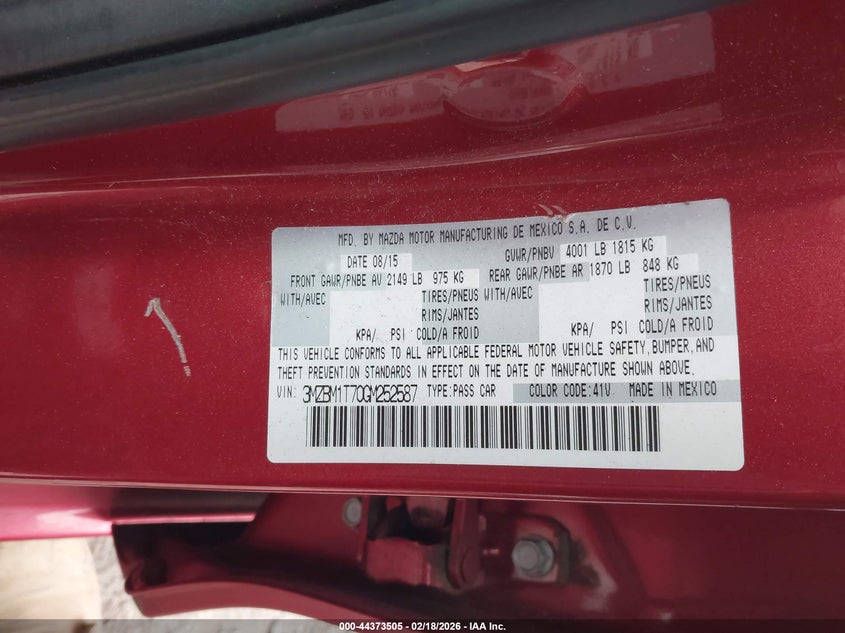 MFD. BY MAZDA MOTOR MANUFACTURING DE MEXICO S.A. DE C.V.
DATE 08/15 GVWR/PNBV 4001 LB 1815 KG
FRONT GAWR/PNBE AV 2149 LB 975 KG REAR GAWR/PNBE AR 1870 LB 848 KG
WITH/AVEC TIRES/PNEUS WITH/AVEC TIRES/PNEUS
RIMS/JANTES RIMS/JANTES
KPA/ PSI COLD/A FROID KPA/ PSI COLD/A FROID
THIS VEHICLE CONFORMS TO ALL APPLICABLE FEDERAL MOTOR VEHICLE SAFETY, BUMPER, AND
THEFT PREVENTION STANDARDS IN EFFECT ON THE DATE OF MANUFACTURE SHOWN ABOVE.
VIN: 3MZBM1T70GM252587 TYPE:PASS CAR COLOR CODE:41V MADE IN MEXICO
000-44373505 - 02/18/2026 - IAA Inc.